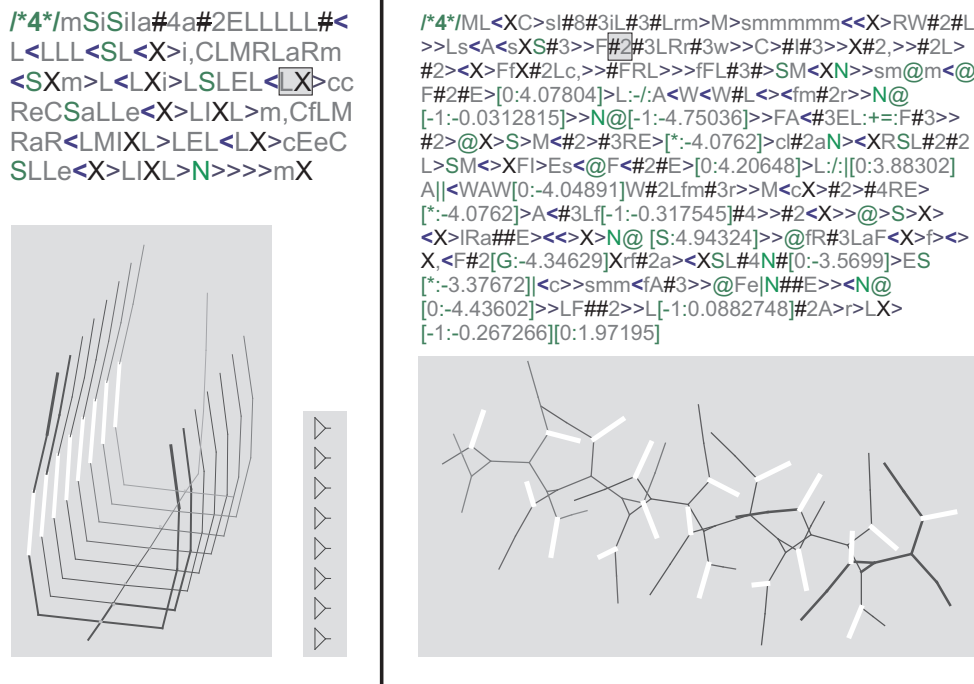 /*4*/mSiSiIa#4a#2ELLLLL#<
L<LLL<SL<X>i,CLMRLaRm
<SXm>L<LXi>LSLEL<LX>cc
ReCSaLLe<X>LIXL>m,CfLM
RaR<LMIXL>LEL<LX>cEeC
SLLe<X>LIXL>N>>>>mX
/*4*/ML<XC>sI#8#3iL#3#Lrm>M>smmmmm<<X>RW#2#L
>>Ls<A<sXS#3>>F#2#3LRr#3w>>C>#I#3>>X#2,>>#2L>
#2><X>FfX#2Lc,>>#FRL>>>fFL#3#>SM<XN>>sm@m<@
F#2#E>[0:4.07804]>L:-/:A<W<W#L<><fm#2r>>N@
[-1:-0.0312815]>>N@[-1:-4.75036]>>FA<#3EL:+=:F#3>>
#2>@X>S>M<#2>#3RE>[*:-4.0762]>cI#2aN><XRSL#2#2
L>SM<>XFI>Es<@F<#2#E>[0:4.20648]>L:/:|[0:3.88302]
A||<WAW[0:-4.04891]W#2Lfm#3r>>M<cX>#2>#4RE>
[*:-4.0762]>A<#3Lf[-1:-0.317545]#4>>#2<X>>@>S>X>
<X>IRa##E><<>X>N@ [S:4.94324]>>@fR#3LaF<X>f><>
X,<F#2[G:-4.34629]Xrf#2a><XSL#4N#[0:-3.5699]>ES
[*:-3.37672]|<c>>smm<fA#3>>@Fe|N##E>><N@
[0:-4.43602]>>LF##2>>L[-1:0.0882748]#2A>r>LX>
[-1:-0.267266][0:1.97195]